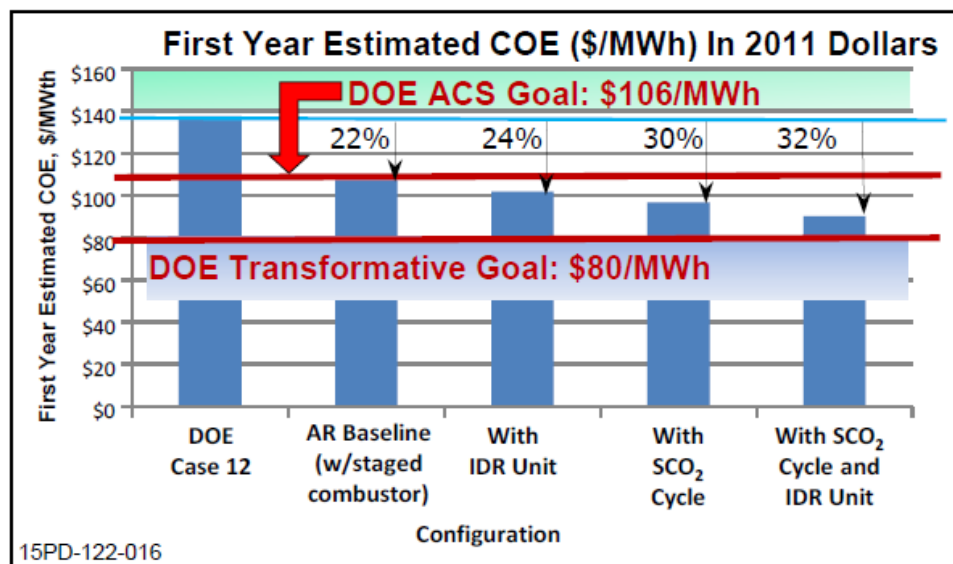 First Year Estimated COE ($/MWh) In 2011 Dollars
First Year Estimated COE, $/MWth
$160
$140
$120
$100
$80
$60
$40
$20
$0
DOE ACS Goal: $106/MWh
22%
24%
30%
32%
DOE Transformative Goal: $80/MWh
DOE
Case 12
AR Baseline
(w/staged
combustor)
With
IDR Unit
With
SCO₂
Cycle
With SCO₂
Cycle and
IDR Unit
Configuration
15PD-122-016